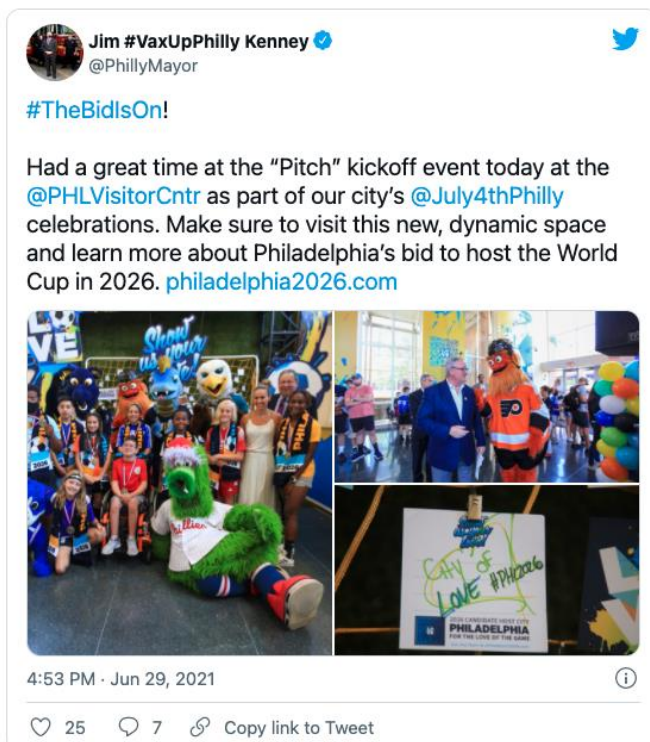 Jim #VaxUpPhilly Kenney
@PhillyMayor
#TheBidIsOn!
Had a great time at the “Pitch” kickoff event today at the
@PHLVisitorCntr as part of our city’s @July4thPhilly
celebrations. Make sure to visit this new, dynamic space
and learn more about Philadelphia’s bid to host the World
Cup in 2026. philadelphia2026.com
Show
us your
Phillies
CITY OF
LOVE #PHL2026
2026 CANDIDATE HOST CITY
PHILADELPHIA
FOR THE LOVE OF THE GAME
4:53 PM · Jun 29, 2021
25 7 Copy link to Tweet